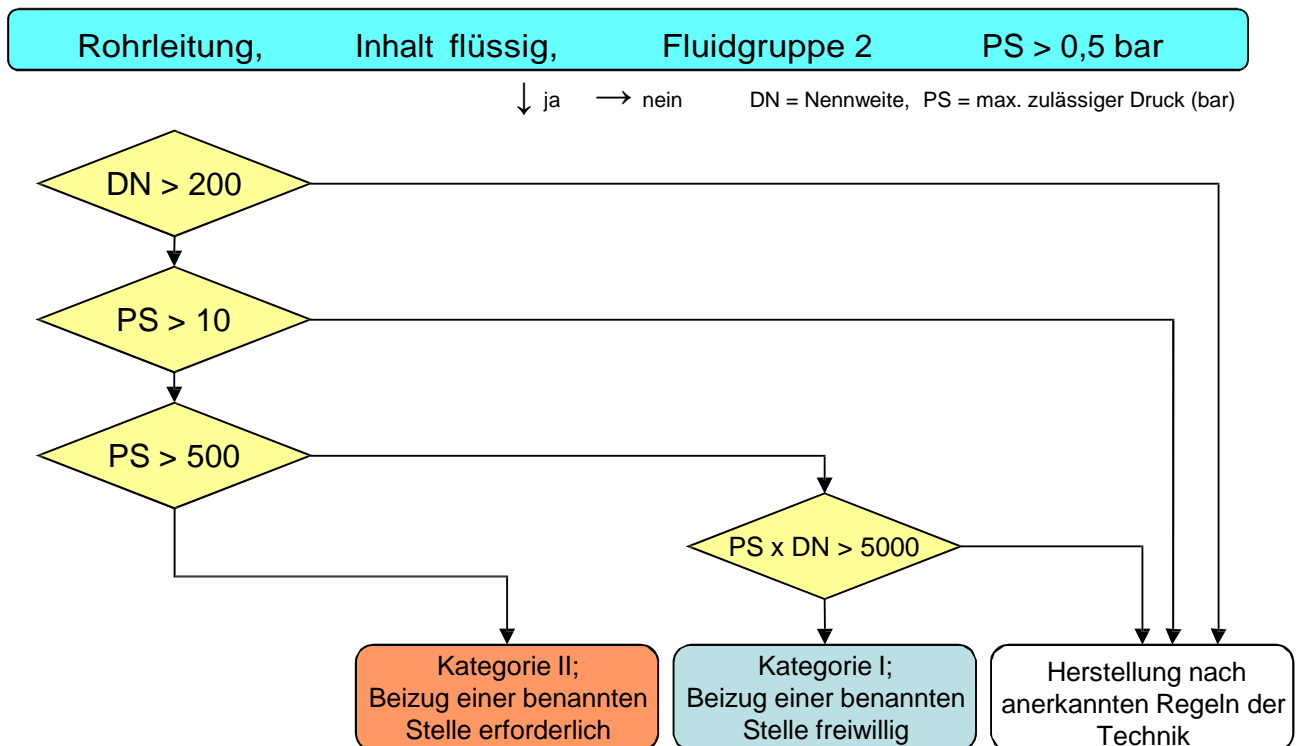 Rohrleitung, Inhalt flüssig, Fluidgruppe 2 PS > 0,5 bar
↓ ja → nein DN = Nennweite, PS = max. zulässiger Druck (bar)
DN > 200
PS > 10
PS > 500
PS x DN > 5000
Kategorie II;
Beizug einer benannten
Stelle erforderlich
Kategorie I;
Beizug einer benannten
Stelle freiwillig
Herstellung nach
anerkannten Regeln der
Technik